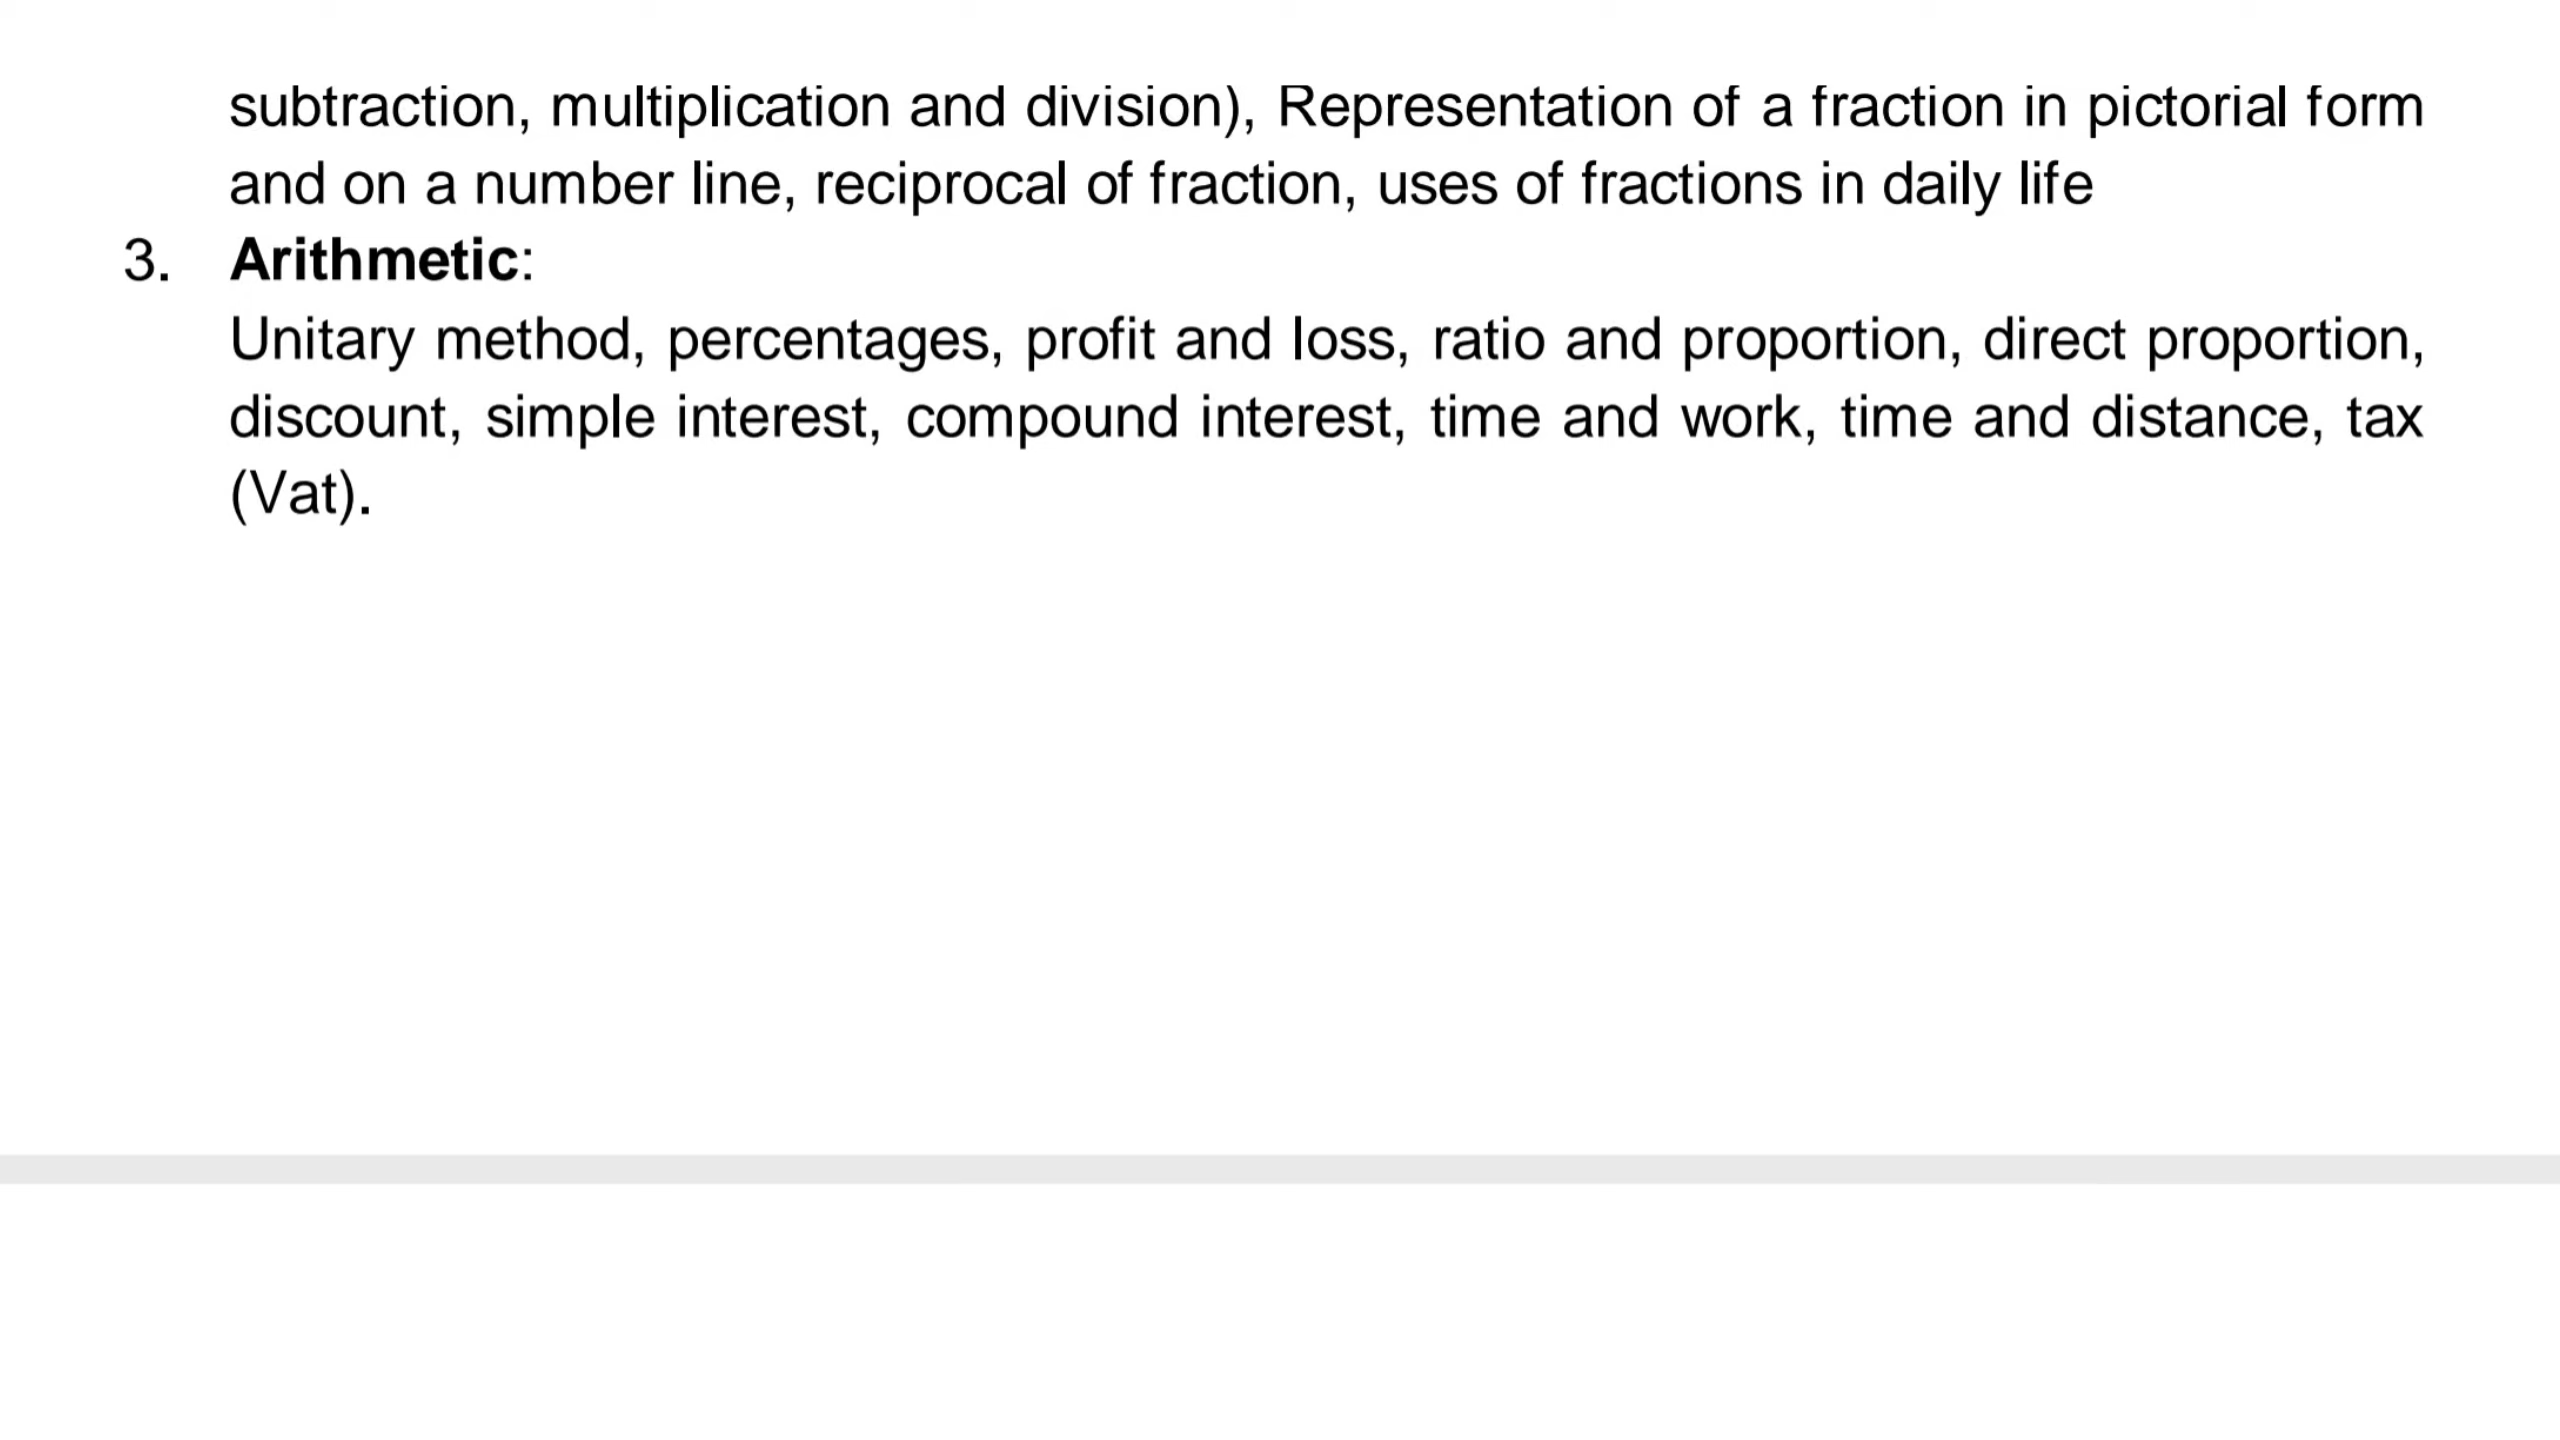 subtraction, multiplication and division), Representation of a fraction in pictorial form
and on a number line, reciprocal of fraction, uses of fractions in daily life
3. Arithmetic:
Unitary method, percentages, profit and loss, ratio and proportion, direct proportion,
discount, simple interest, compound interest, time and work, time and distance, tax
(Vat).